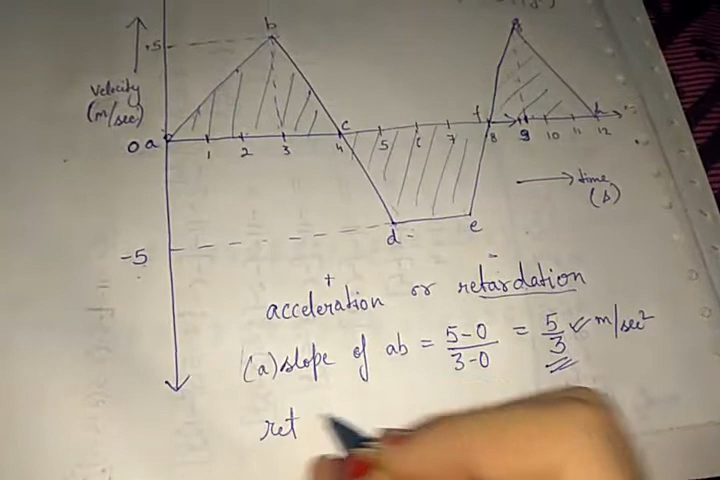 b
.5
Velocity
(m/sec)
0 a
c
f
h
1 2 3 4 5 6 7 8 9 10 11 12
time
(s)
d
e
-5
+ -
acceleration or retardation
(a) slope of ab = 5-0 / 3-0 = 5/3 ✓ m/sec²
ret